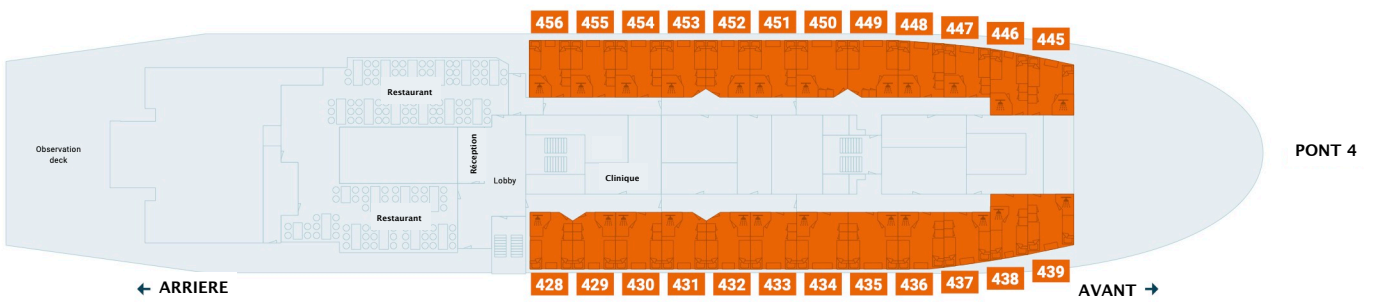 456 455 454 453 452 451 450 449 448 447 446 445
Restaurant
Observation
deck
Réception
Lobby
Clinique
Restaurant
PONT 4
428 429 430 431 432 433 434 435 436 437 438 439
← ARRIERE
AVANT →